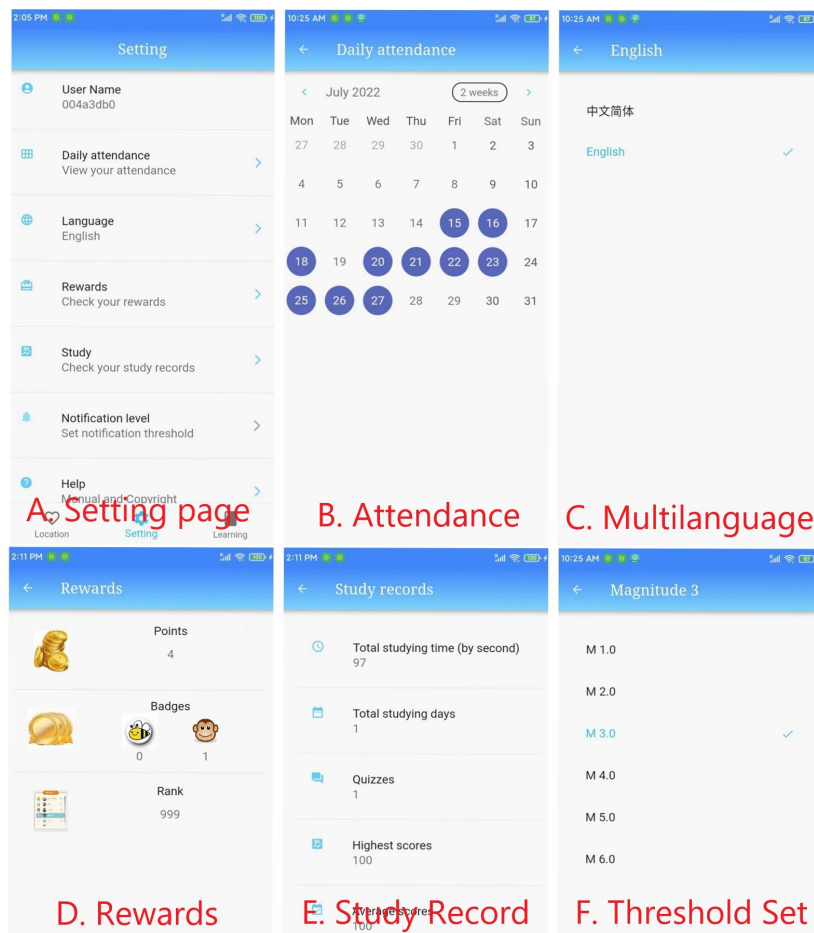 2:05 PM
100
Setting
User Name
004a3db0
Daily attendance
View your attendance
Language
English
Rewards
Check your rewards
Study
Check your study records
Notification level
Set notification threshold
Help
Manual and Copyright
Location
Setting
Learning
A. Setting page
10:25 AM
87
Daily attendance
July 2022
2 weeks
Mon Tue Wed Thu Fri Sat Sun
27 28 29 30 1 2 3
4 5 6 7 8 9 10
11 12 13 14 15 16 17
18 19 20 21 22 23 24
25 26 27 28 29 30 31
B. Attendance
10:25 AM
87
English
中文简体
English
C. Multilanguage
2:11 PM
100
Rewards
Points
4
Badges
0 1
Rank
999
D. Rewards
2:11 PM
100
Study records
Total studying time (by second)
97
Total studying days
1
Quizzes
1
Highest scores
100
Average scores
100
E. Study Record
10:25 AM
87
Magnitude 3
M 1.0
M 2.0
M 3.0
M 4.0
M 5.0
M 6.0
F. Threshold Set